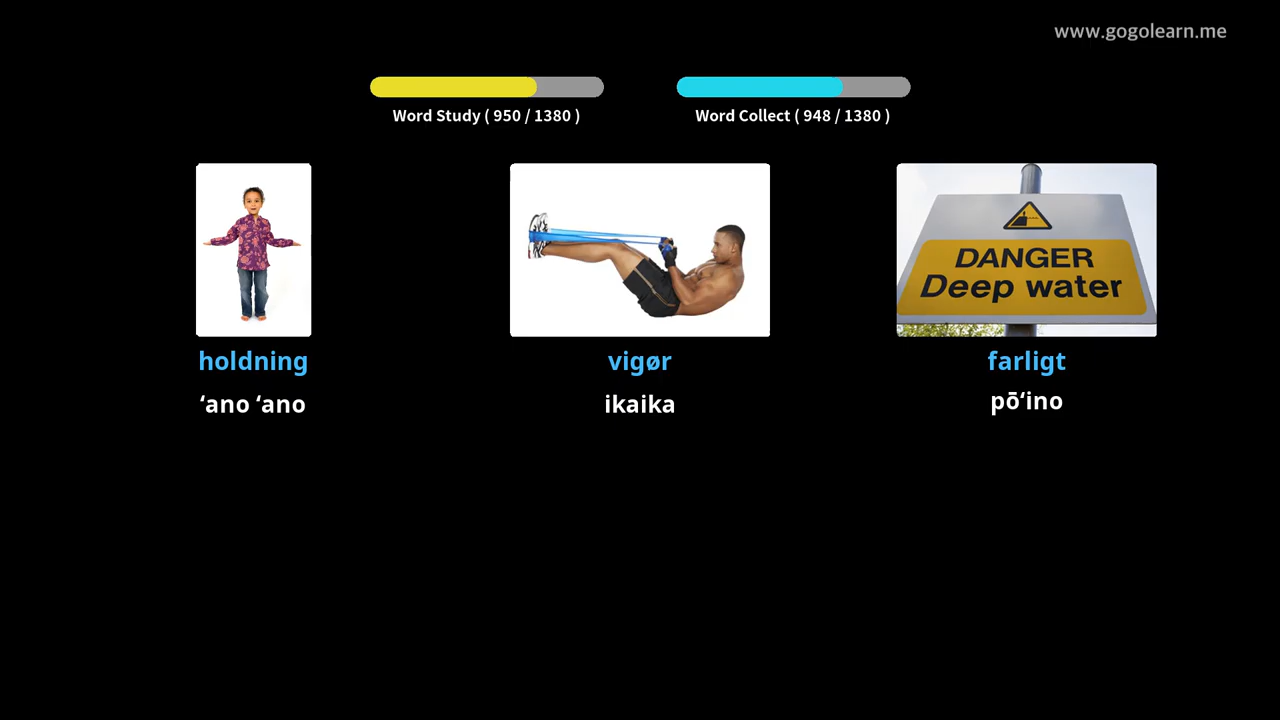 www.gogolearn.me
Word Study ( 950 / 1380 )
Word Collect ( 948 / 1380 )
DANGER
Deep water
holdning
vigør
farligt
ʻano ʻano
ikaika
pōʻino